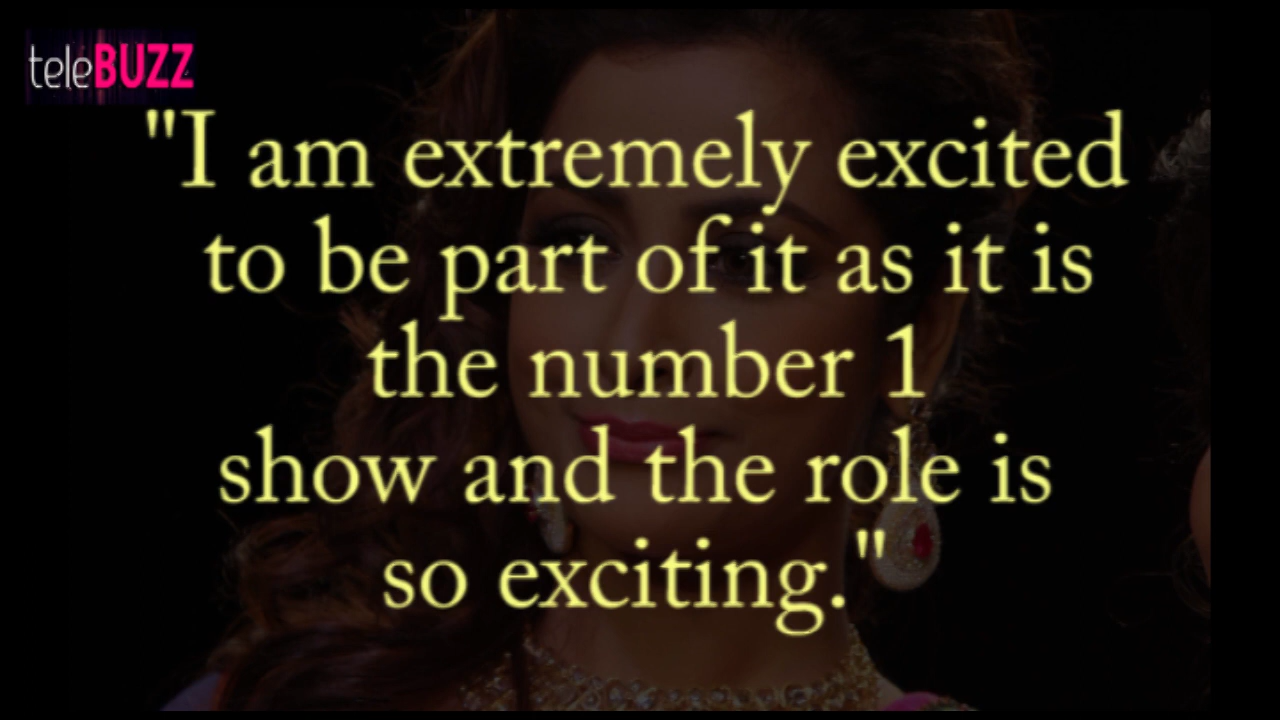 teleBUZZ
"I am extremely excited
to be part of it as it is
the number 1
show and the role is
so exciting."